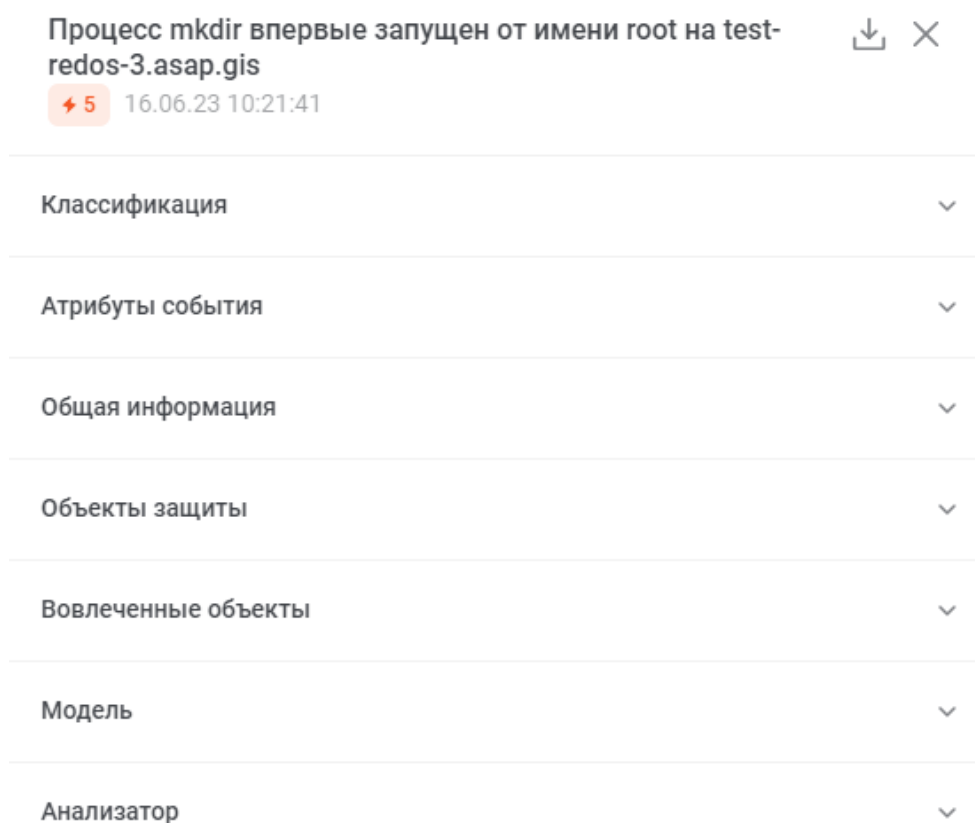 Процесс mkdir впервые запущен от имени root на test-
redos-3.asap.gis
5 16.06.23 10:21:41
Классификация
Атрибуты события
Общая информация
Объекты защиты
Вовлеченные объекты
Модель
Анализатор